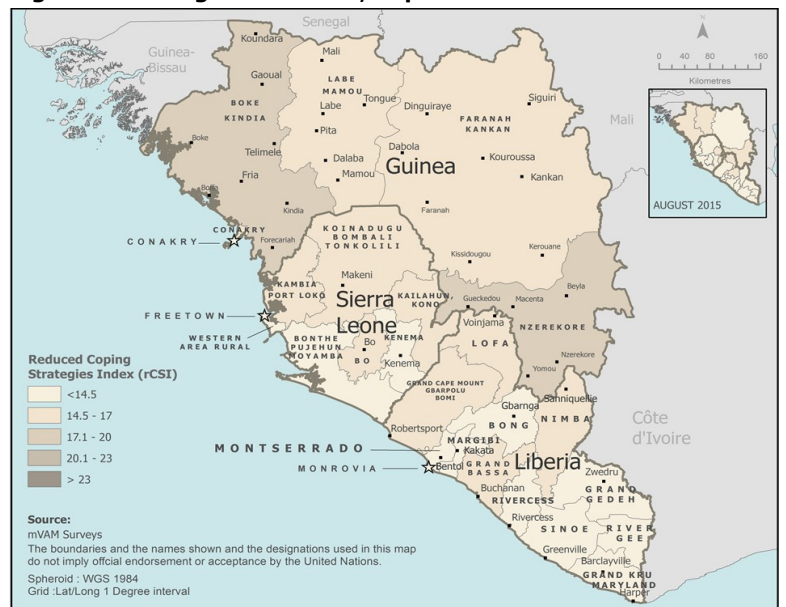 Senegal
Guinea-
Bissau
Mali
Côte
d'Ivoire
N
0 40 80 160
Kilometres
AUGUST 2015
Koundara
Gaoual
BOKE
KINDIA
Boke
Telimele
Fria
Boffa
Kindia
CONAKRY
Forecariah
CONAKRY
Mali
LABE
MAMOU
Labe
Tongue
Pita
Dalaba
Mamou
Dinguiraye
Siguiri
FARANAH
KANKAN
Dabola
Guinea
Kouroussa
Kankan
Faranah
Kissidougou
Kerouane
Beyla
Gueckedou
Macenta
NZEREKORE
Nzerekore
Yomou
KOINADUGU
BOMBALI
TONKOLILI
Makeni
KAMBIA
PORT LOKO
Sierra
Leone
KAILAHUN,
KONO
FREETOWN
WESTERN
AREA RURAL
BONTHE
PUJEHUN
MOYAMBA
Bo
BO
KENEMA
Kenema
Voinjama
LOFA
GRAND CAPE MOUNT
GBARPOLU
BOMI
Sanniquellie
Gbarnga
NIMBA
BONG
Robertsport
MARGIBI
Kakata
MONTSERRADO
MONROVIA
Bentol
GRAND
BASSA
Liberia
Buchanan
RIVERCESS
Rivercess
Zwedru
GRAND
GEDEH
SINOE
RIVER
GEE
Greenville
Barclayville
GRAND KRU
MARYLAND
Harper
Reduced Coping
Strategies Index (rCSI)
<14.5
14.5 - 17
17.1 - 20
20.1 - 23
> 23
Source:
mVAM Surveys
The boundaries and the names shown and the designations used in this map
do not imply offcial endorsement or acceptance by the United Nations.
Spheroid : WGS 1984
Grid :Lat/Long 1 Degree interval